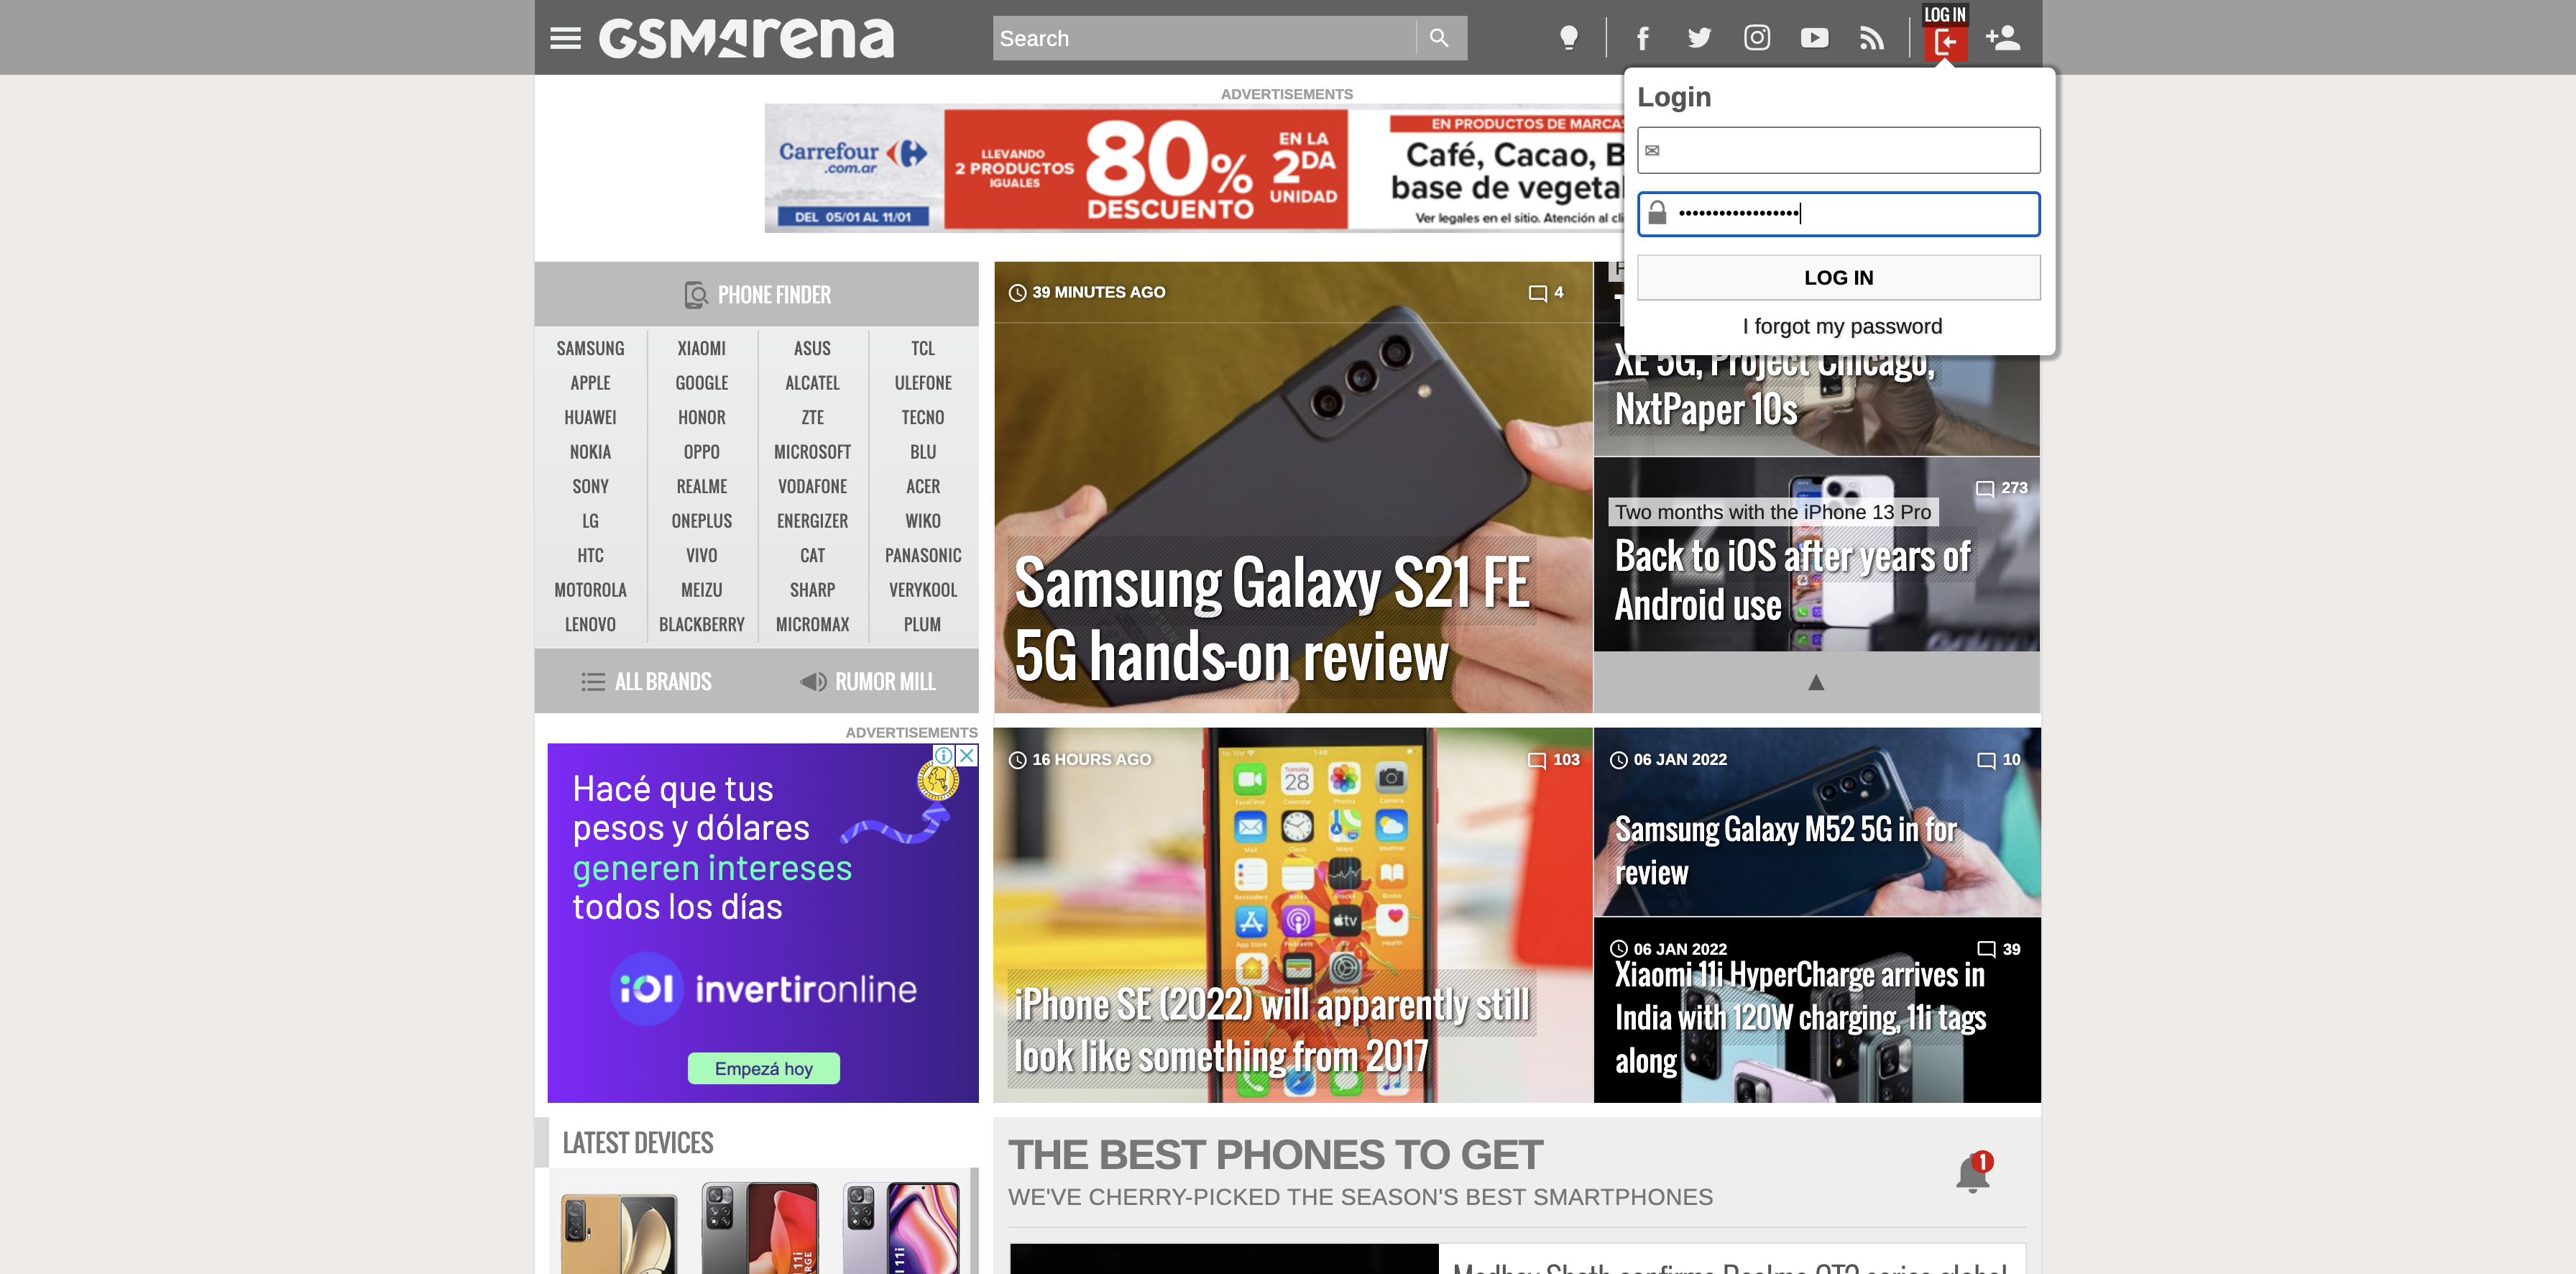 GSMArena
Search
LOG IN
Login
✉
••••••••••••••••••
LOG IN
I forgot my password
ADVERTISEMENTS
Carrefour
.com.ar
DEL 05/01 AL 11/01
LLEVANDO
2 PRODUCTOS
IGUALES
80%
DESCUENTO
EN LA
2DA
UNIDAD
EN PRODUCTOS DE MARCAS
Café, Cacao, B
base de vegetal
Ver legales en el sitio. Atención al cli
PHONE FINDER
SAMSUNG XIAOMI ASUS TCL
APPLE GOOGLE ALCATEL ULEFONE
HUAWEI HONOR ZTE TECNO
NOKIA OPPO MICROSOFT BLU
SONY REALME VODAFONE ACER
LG ONEPLUS ENERGIZER WIKO
HTC VIVO CAT PANASONIC
MOTOROLA MEIZU SHARP VERYKOOL
LENOVO BLACKBERRY MICROMAX PLUM
ALL BRANDS RUMOR MILL
39 MINUTES AGO 4
Samsung Galaxy S21 FE
5G hands-on review
XE 5G, Project Chicago,
NxtPaper 10s
273
Two months with the iPhone 13 Pro
Back to iOS after years of
Android use
▲
ADVERTISEMENTS
Hacé que tus
pesos y dólares
generen intereses
todos los días
iol invertironline
Empezá hoy
16 HOURS AGO 103
iPhone SE (2022) will apparently still
look like something from 2017
06 JAN 2022 10
Samsung Galaxy M52 5G in for
review
06 JAN 2022 39
Xiaomi 11i HyperCharge arrives in
India with 120W charging, 11i tags
along
LATEST DEVICES
THE BEST PHONES TO GET
WE'VE CHERRY-PICKED THE SEASON'S BEST SMARTPHONES
1